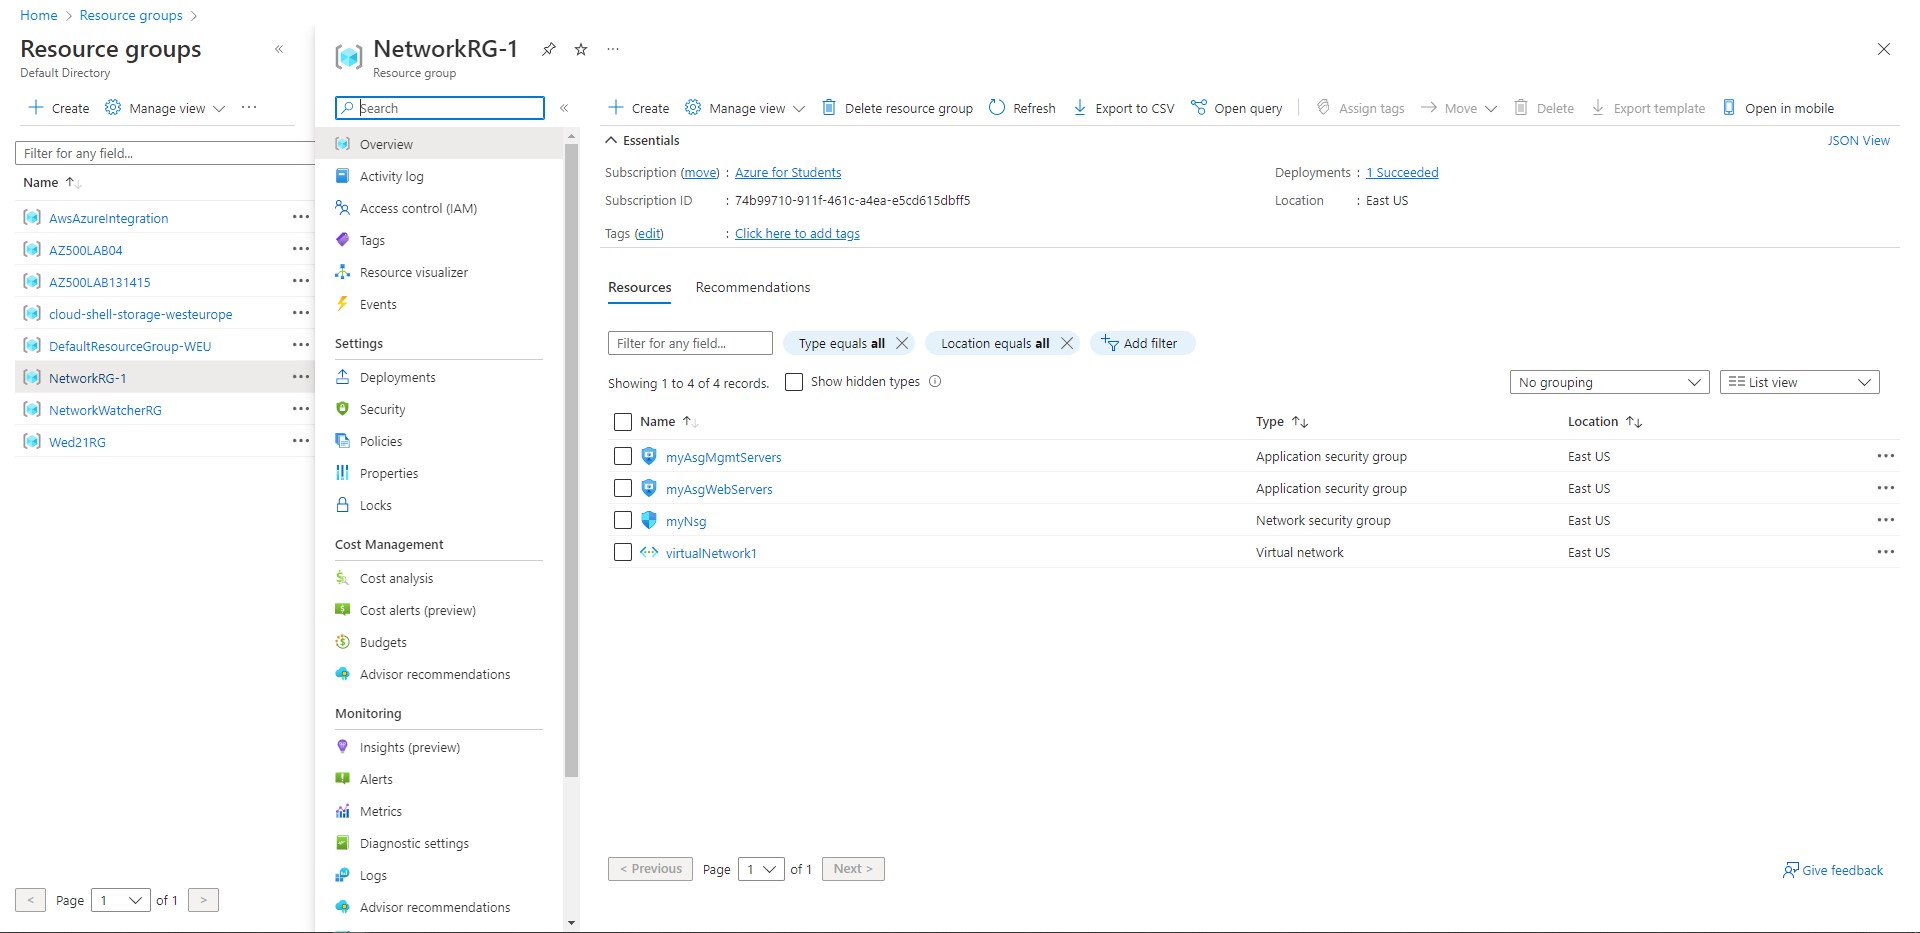 Home > Resource groups >
Resource groups
Default Directory
Create
Manage view
Filter for any field...
Name
AwsAzureIntegration
AZ500LAB04
AZ500LAB131415
cloud-shell-storage-westeurope
DefaultResourceGroup-WEU
NetworkRG-1
NetworkWatcherRG
Wed21RG
< Page 1 of 1 >
NetworkRG-1
Resource group
Search
Overview
Activity log
Access control (IAM)
Tags
Resource visualizer
Events
Settings
Deployments
Security
Policies
Properties
Locks
Cost Management
Cost analysis
Cost alerts (preview)
Budgets
Advisor recommendations
Monitoring
Insights (preview)
Alerts
Metrics
Diagnostic settings
Logs
Advisor recommendations
Create Manage view Delete resource group Refresh Export to CSV Open query Assign tags Move Delete Export template Open in mobile
Essentials
JSON View
Subscription (move) : Azure for Students
Deployments : 1 Succeeded
Subscription ID : 74b99710-911f-461c-a4ea-e5cd615dbff5
Location : East US
Tags (edit) : Click here to add tags
Resources Recommendations
Filter for any field... Type equals all Location equals all Add filter
Showing 1 to 4 of 4 records. Show hidden types
No grouping List view
Name Type Location
myAsgMgmtServers Application security group East US
myAsgWebServers Application security group East US
myNsg Network security group East US
virtualNetwork1 Virtual network East US
< Previous Page 1 of 1 Next >
Give feedback